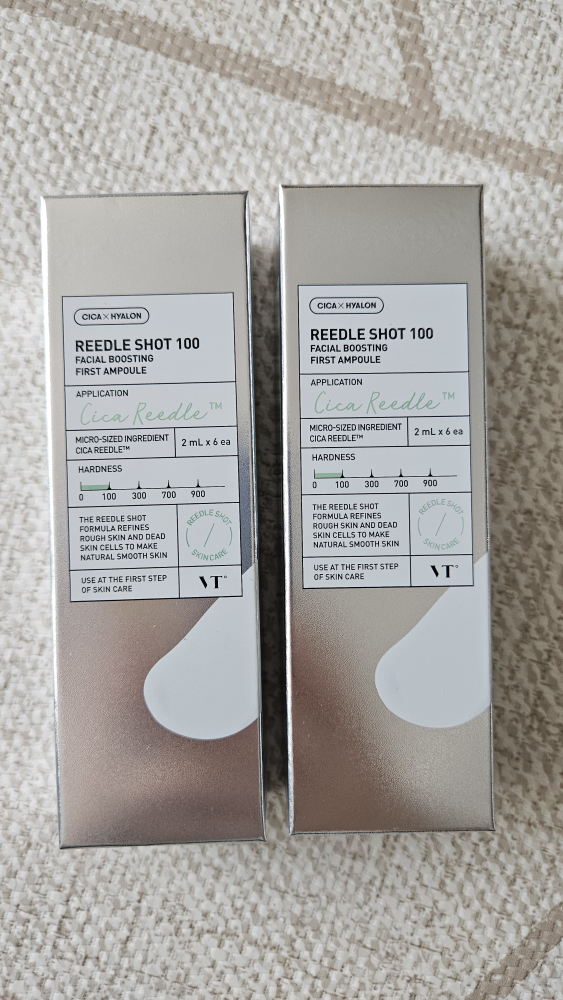 CICA × HYALON
REEDLE SHOT 100
FACIAL BOOSTING
FIRST AMPOULE
APPLICATION
Cica Reedle™
MICRO-SIZED INGREDIENT
CICA REEDLE™
2 mL x 6 ea
HARDNESS
0 100 300 700 900
THE REEDLE SHOT
FORMULA REFINES
ROUGH SKIN AND DEAD
SKIN CELLS TO MAKE
NATURAL SMOOTH SKIN
REEDLE SHOT
SKINCARE
USE AT THE FIRST STEP
OF SKIN CARE
VT°
CICA × HYALON
REEDLE SHOT 100
FACIAL BOOSTING
FIRST AMPOULE
APPLICATION
Cica Reedle™
MICRO-SIZED INGREDIENT
CICA REEDLE™
2 mL x 6 ea
HARDNESS
0 100 300 700 900
THE REEDLE SHOT
FORMULA REFINES
ROUGH SKIN AND DEAD
SKIN CELLS TO MAKE
NATURAL SMOOTH SKIN
REEDLE SHOT
SKINCARE
USE AT THE FIRST STEP
OF SKIN CARE
VT°